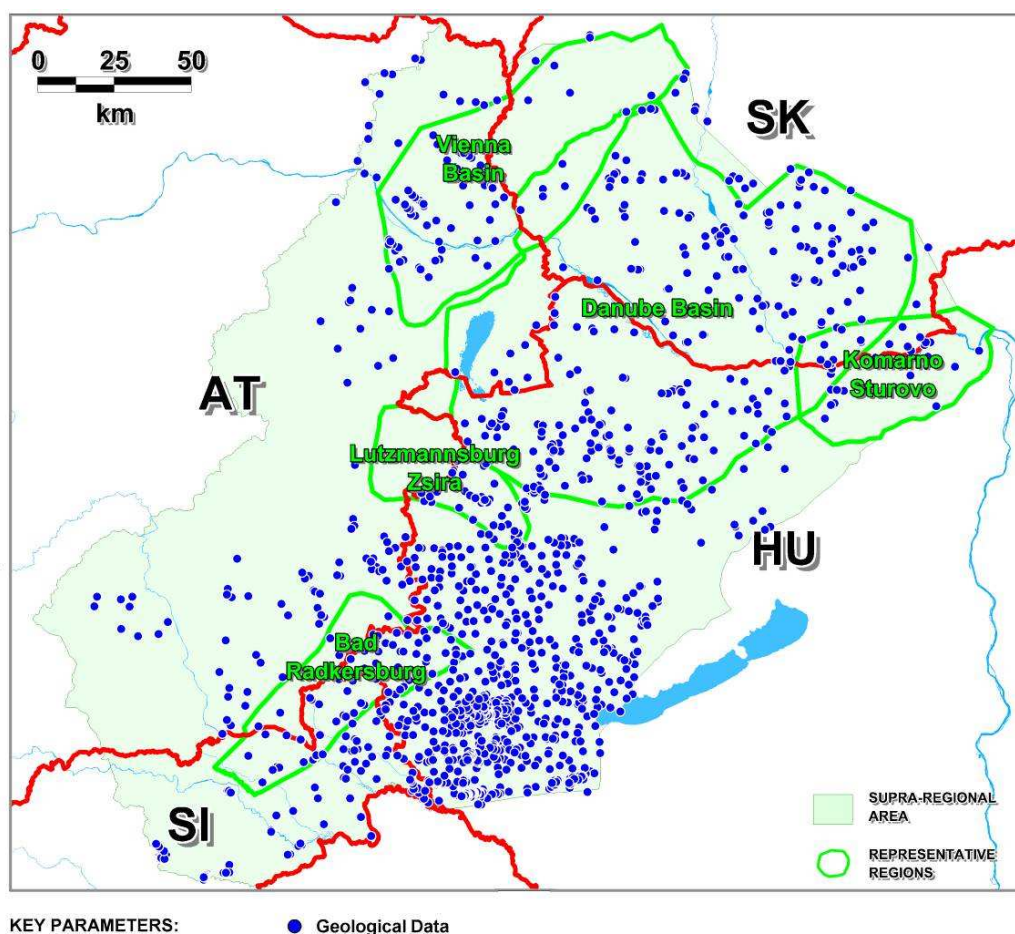 0 25 50
km
SK
Vienna
Basin
Danube Basin
Komarno
Sturovo
AT
Lutzmannsburg
Zsira
HU
Bad
Radkersburg
SI
SUPRA-REGIONAL
AREA
REPRESENTATIVE
REGIONS
KEY PARAMETERS: Geological Data